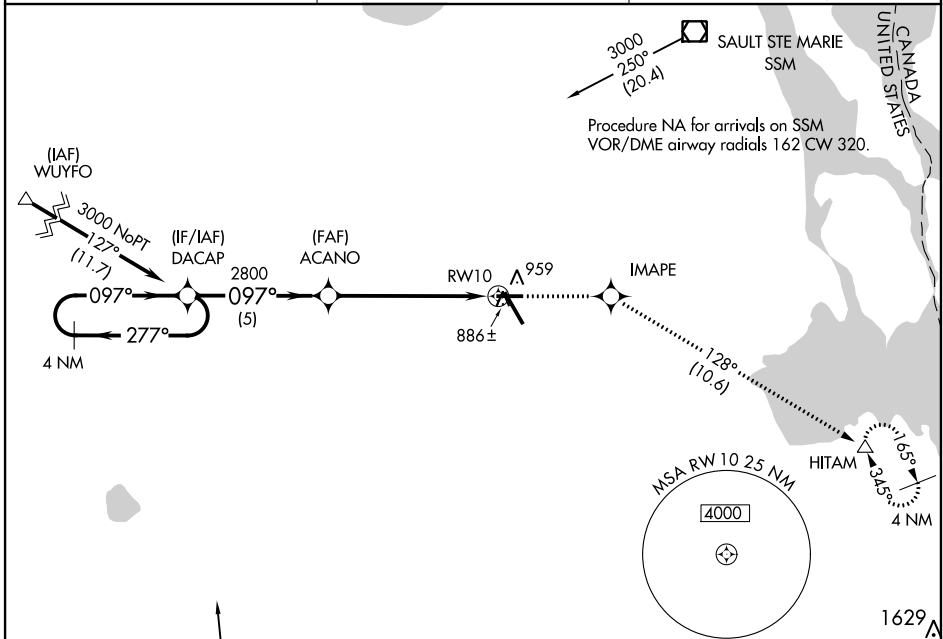 3000
250°
(20.4)
SAULT STE MARIE
SSM
CANADA
UNITED STATES
Procedure NA for arrivals on SSM
VOR/DME airway radials 162 CW 320.
(IAF)
WUYFO
3000 NoPT
127°
(11.7)
(IF/IAF)
DACAP
2800
097°
(5)
(FAF)
ACANO
RW10
959
IMAPE
097°
277°
4 NM
886±
128°
(10.6)
HITAM
165°
345°
4 NM
MSA RW 10 25 NM
4000
1629